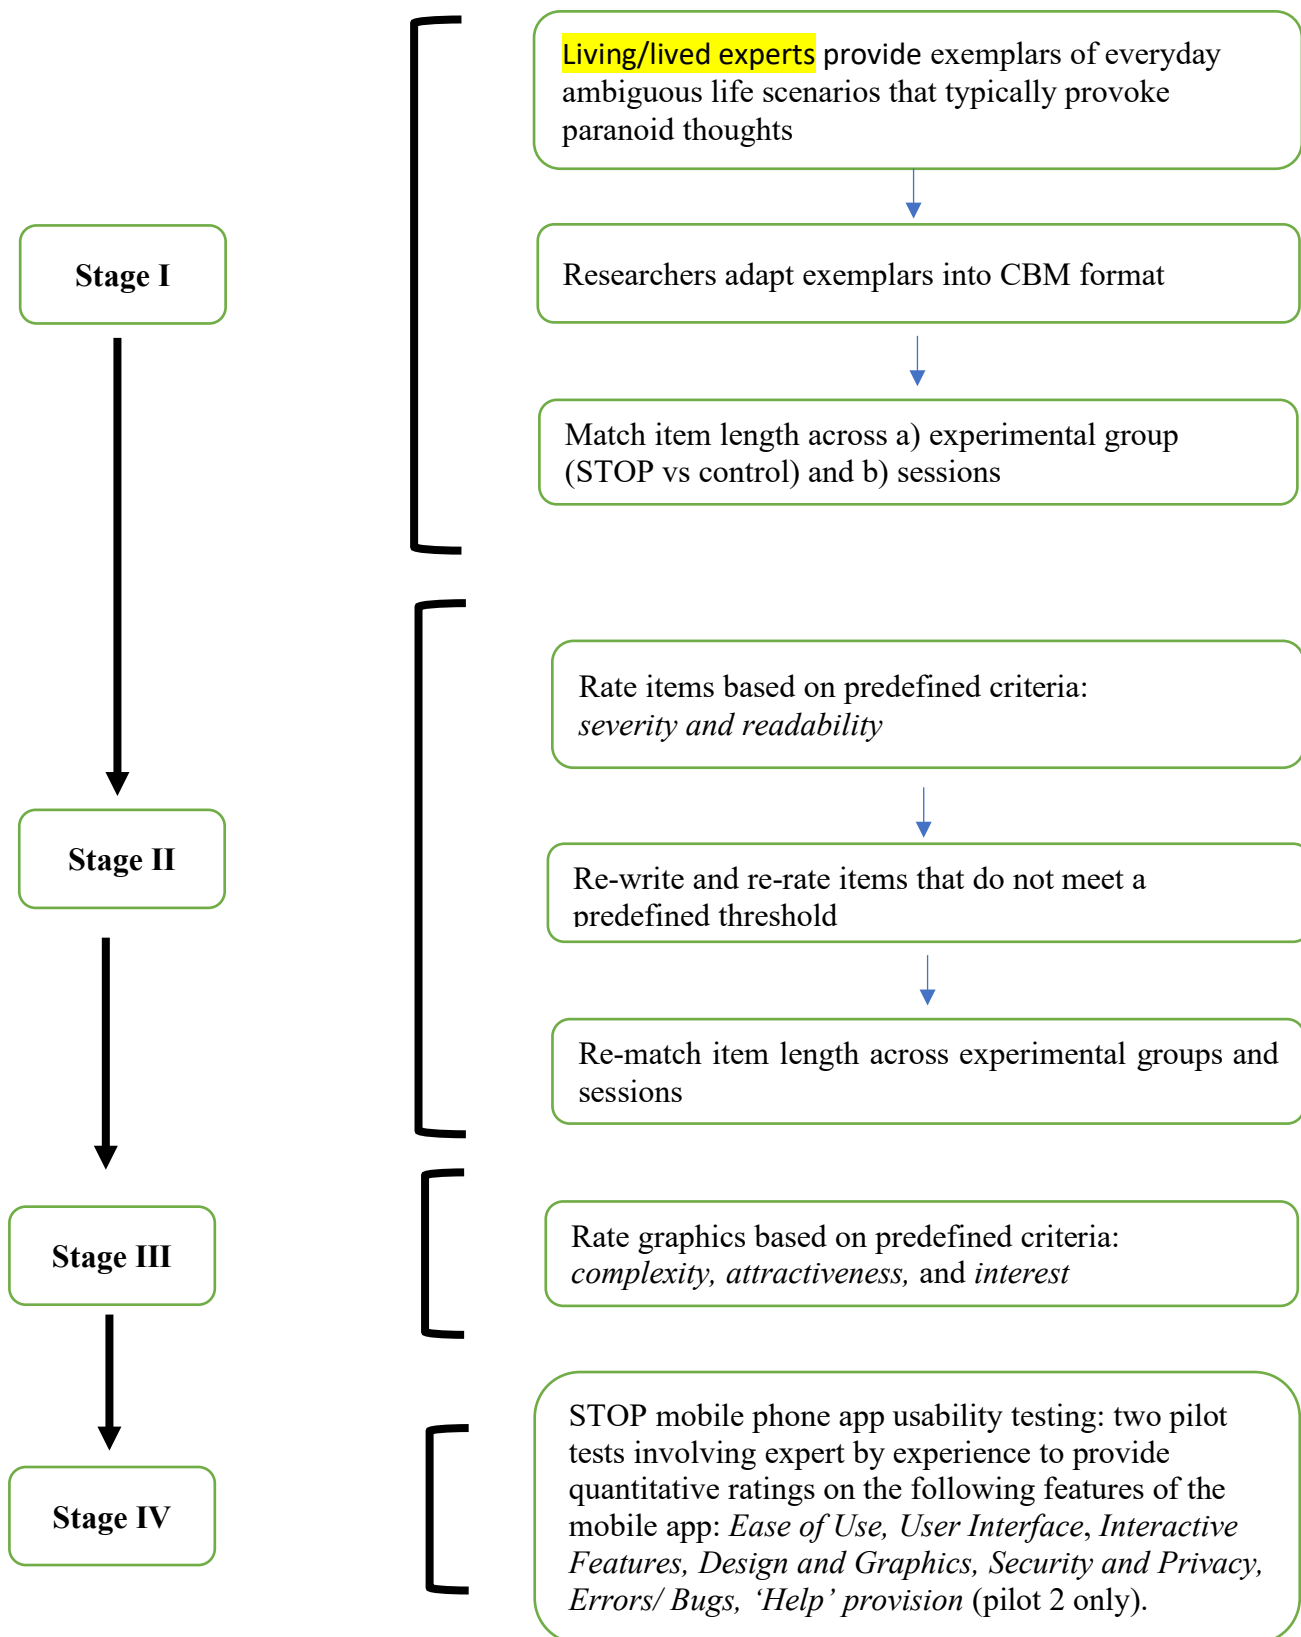 Living/lived experts provide exemplars of everyday
ambiguous life scenarios that typically provoke
paranoid thoughts
Stage I
Researchers adapt exemplars into CBM format
Match item length across a) experimental group
(STOP vs control) and b) sessions
Rate items based on predefined criteria:
severity and readability
Stage II
Re-write and re-rate items that do not meet a
predefined threshold
Re-match item length across experimental groups and
sessions
Stage III
Rate graphics based on predefined criteria:
complexity, attractiveness, and interest
STOP mobile phone app usability testing: two pilot
tests involving expert by experience to provide
quantitative ratings on the following features of the
mobile app: Ease of Use, User Interface, Interactive
Features, Design and Graphics, Security and Privacy,
Errors/ Bugs, ‘Help’ provision (pilot 2 only).
Stage IV